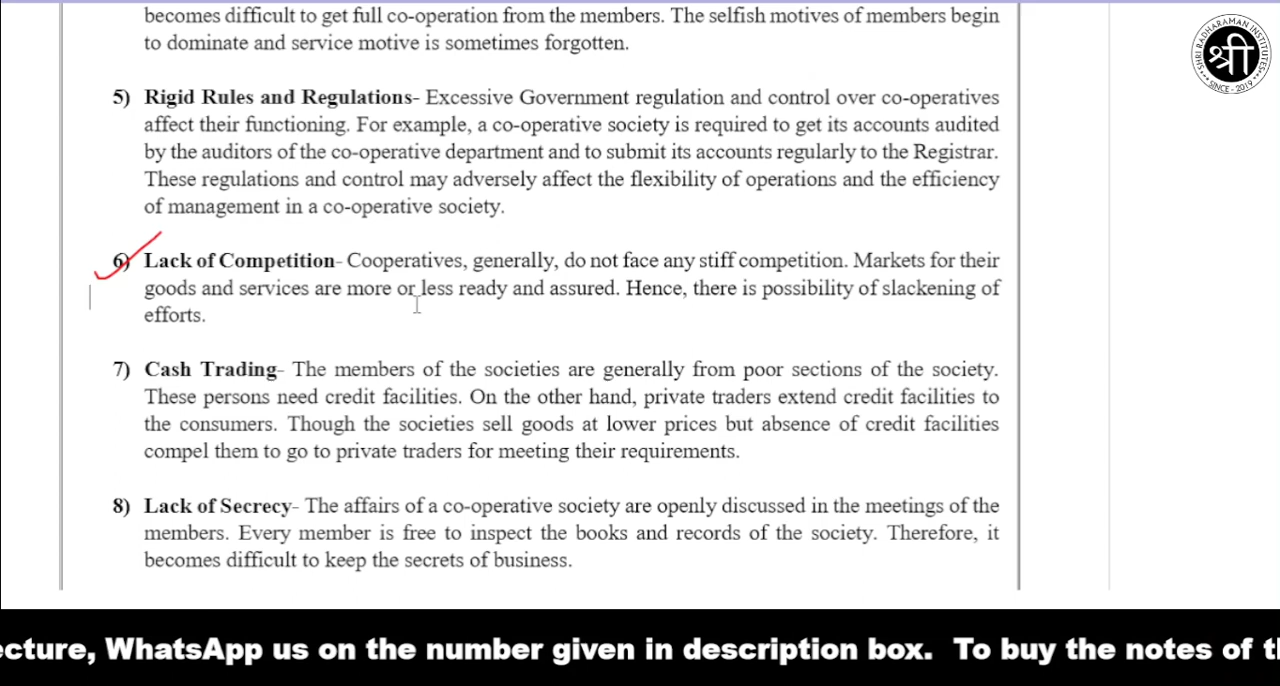 becomes difficult to get full co-operation from the members. The selfish motives of members begin
to dominate and service motive is sometimes forgotten.
5) Rigid Rules and Regulations- Excessive Government regulation and control over co-operatives
affect their functioning. For example, a co-operative society is required to get its accounts audited
by the auditors of the co-operative department and to submit its accounts regularly to the Registrar.
These regulations and control may adversely affect the flexibility of operations and the efficiency
of management in a co-operative society.
6) Lack of Competition- Cooperatives, generally, do not face any stiff competition. Markets for their
goods and services are more or less ready and assured. Hence, there is possibility of slackening of
efforts.
7) Cash Trading- The members of the societies are generally from poor sections of the society.
These persons need credit facilities. On the other hand, private traders extend credit facilities to
the consumers. Though the societies sell goods at lower prices but absence of credit facilities
compel them to go to private traders for meeting their requirements.
8) Lack of Secrecy- The affairs of a co-operative society are openly discussed in the meetings of the
members. Every member is free to inspect the books and records of the society. Therefore, it
becomes difficult to keep the secrets of business.
SHRI RADHARAMAN INSTITUTES
श्री
SINCE - 2019
ecture, WhatsApp us on the number given in description box. To buy the notes of th